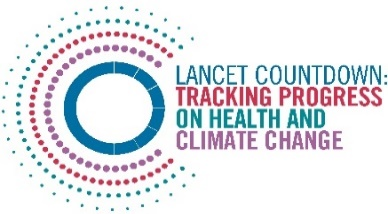 LANCET COUNTDOWN:
TRACKING PROGRESS
ON HEALTH AND
CLIMATE CHANGE